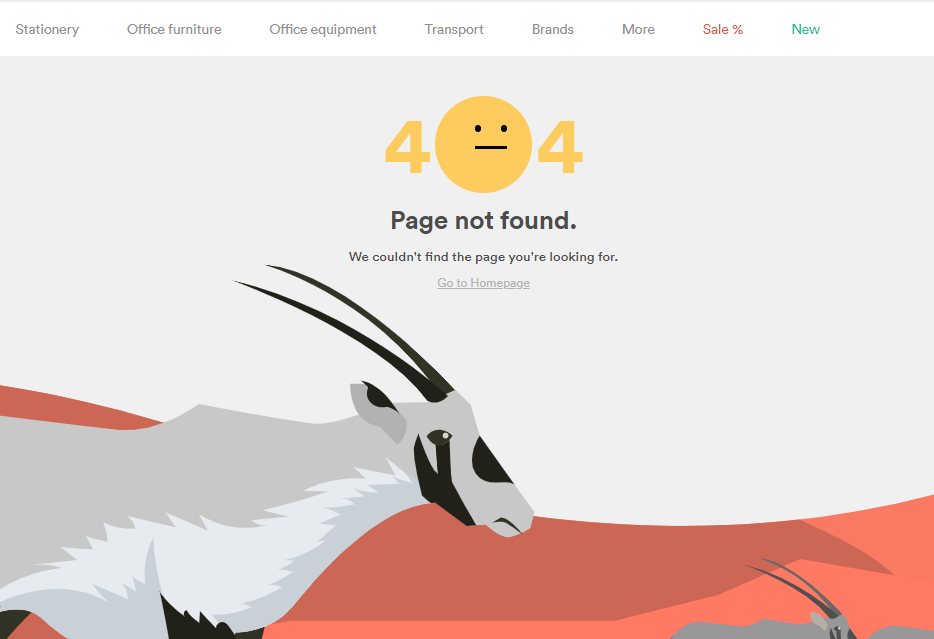 Stationery Office furniture Office equipment Transport Brands More Sale % New
404
Page not found.
We couldn't find the page you're looking for.
Go to Homepage